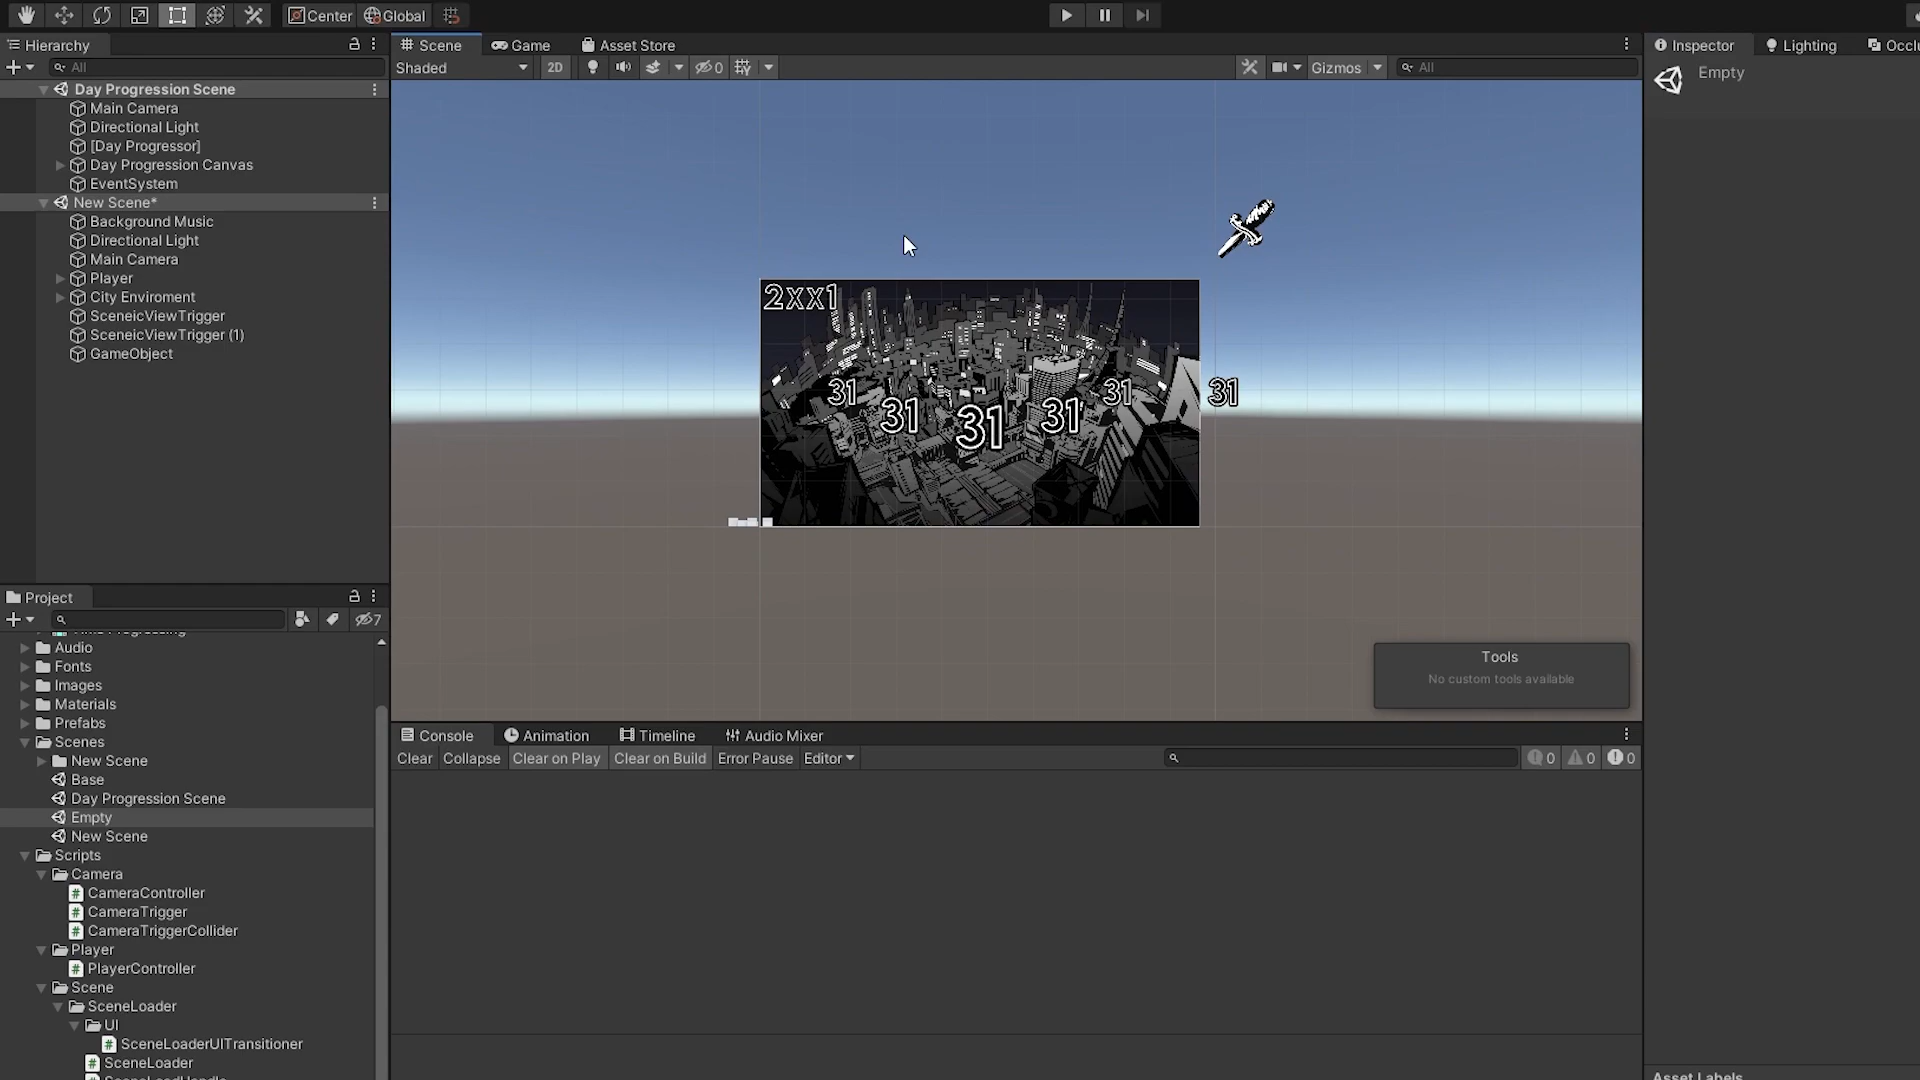 Center Global
Hierarchy
All
Day Progression Scene
Main Camera
Directional Light
[Day Progressor]
Day Progression Canvas
EventSystem
New Scene*
Background Music
Directional Light
Main Camera
Player
City Enviroment
SceneicViewTrigger
SceneicViewTrigger (1)
GameObject
Project
7
Audio
Fonts
Images
Materials
Prefabs
Scenes
New Scene
Base
Day Progression Scene
Empty
New Scene
Scripts
Camera
CameraController
CameraTrigger
CameraTriggerCollider
Player
PlayerController
Scene
SceneLoader
UI
SceneLoaderUITransitioner
SceneLoader
Scene Game Asset Store
Shaded 2D 0 Gizmos All
2xx1
31 31 31 31 31 31
Tools
No custom tools available
Console Animation Timeline Audio Mixer
Clear Collapse Clear on Play Clear on Build Error Pause Editor 0 0 0
Inspector Lighting
Empty
Asset Labels